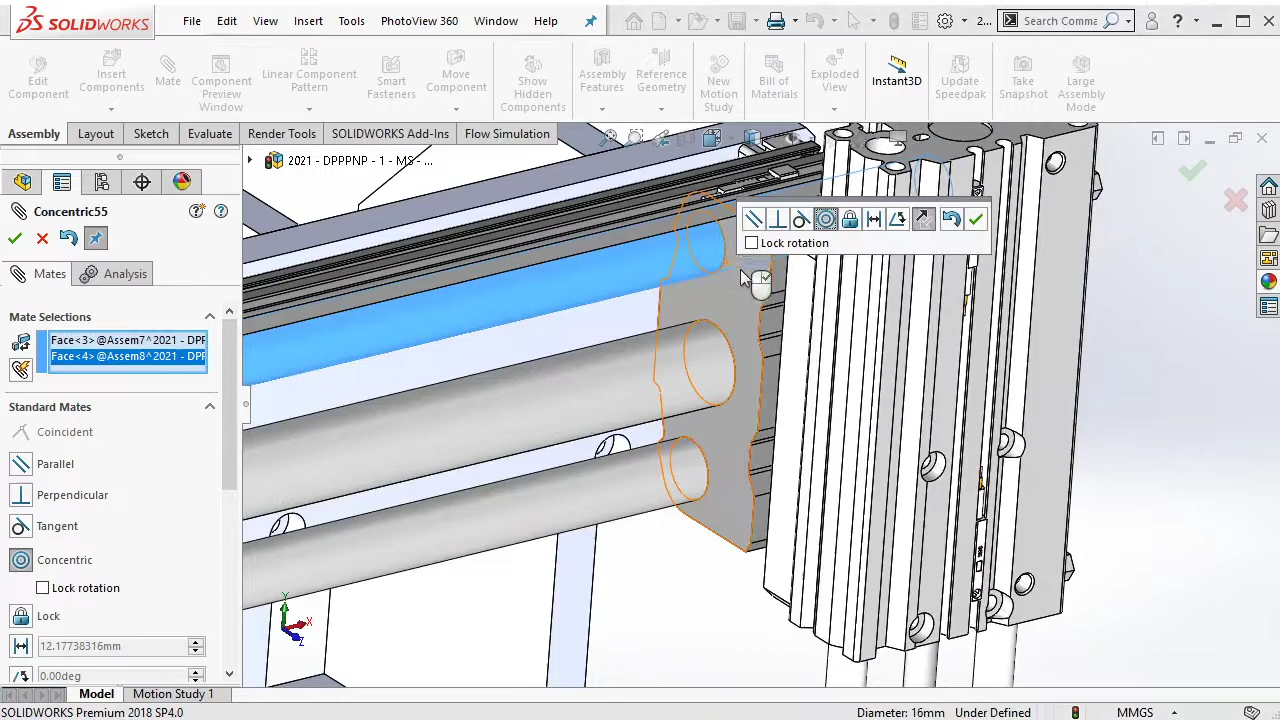 SOLIDWORKS
File Edit View Insert Tools PhotoView 360 Window Help
2...
Search Comma
?
Edit Component
Insert Components
Mate
Component Preview Window
Linear Component Pattern
Smart Fasteners
Move Component
Show Hidden Components
Assembly Features
Reference Geometry
New Motion Study
Bill of Materials
Exploded View
Instant3D
Update Speedpak
Take Snapshot
Large Assembly Mode
Assembly Layout Sketch Evaluate Render Tools SOLIDWORKS Add-Ins Flow Simulation
2021 - DPPPNP - 1 - MS - ...
Concentric55
Lock rotation
Mates Analysis
Mate Selections
Face<3>@Assem7^2021 - DPF
Face<4>@Assem8^2021 - DPF
Standard Mates
Coincident
Parallel
Perpendicular
Tangent
Concentric
Lock rotation
Lock
12.17738316mm
0.00deg
Y
X
Z
Model Motion Study 1
SOLIDWORKS Premium 2018 SP4.0
Diameter: 16mm Under Defined
MMGS